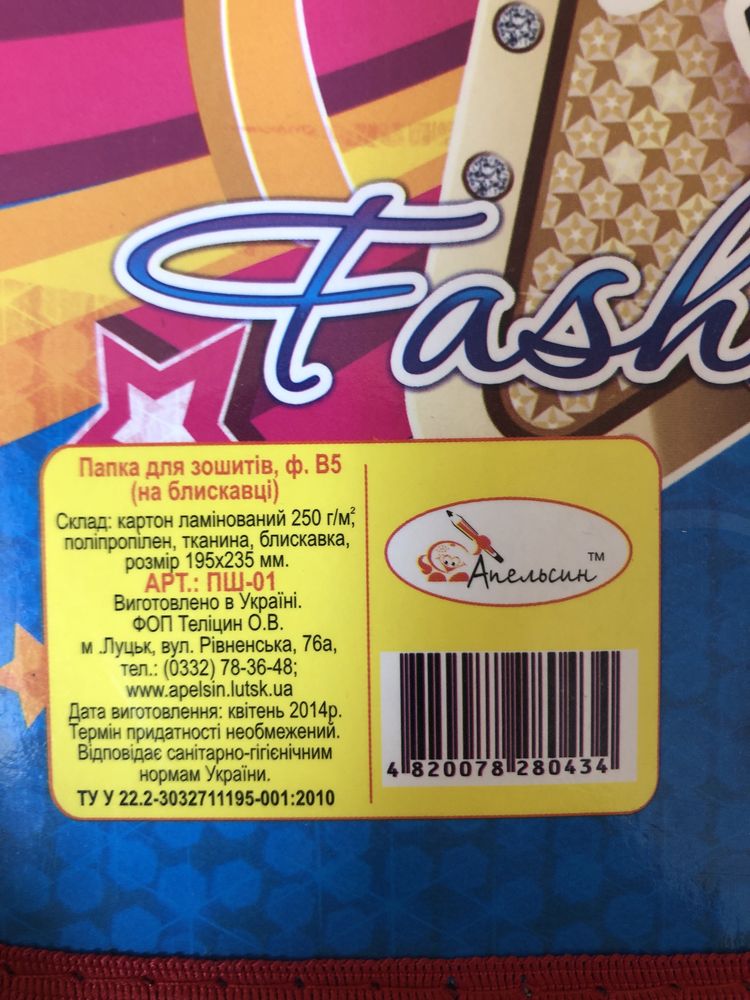 Fash
Папка для зошитів, ф. В5
(на блискавці)
Склад: картон ламінований 250 г/м²,
поліпропілен, тканина, блискавка,
розмір 195х235 мм.
АРТ.: ПШ-01
Виготовлено в Україні.
ФОП Теліцин О.В.
м .Луцьк, вул. Рівненська, 76а,
тел.: (0332) 78-36-48;
www.apelsin.lutsk.ua
Дата виготовлення: квітень 2014р.
Термін придатності необмежений.
Відповідає санітарно-гігієнічним
нормам України.
ТУ У 22.2-3032711195-001:2010
Апельсин ™
4 820078 280434